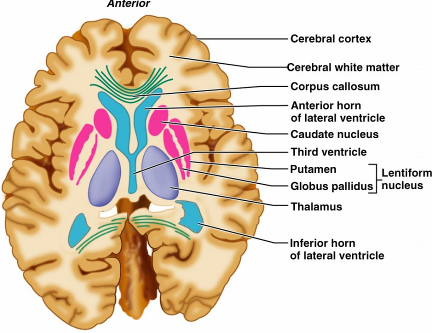 Anterior
Cerebral cortex
Cerebral white matter
Corpus callosum
Anterior horn
of lateral ventricle
Caudate nucleus
Third ventricle
Putamen
Globus pallidus
Lentiform
nucleus
Thalamus
Inferior horn
of lateral ventricle